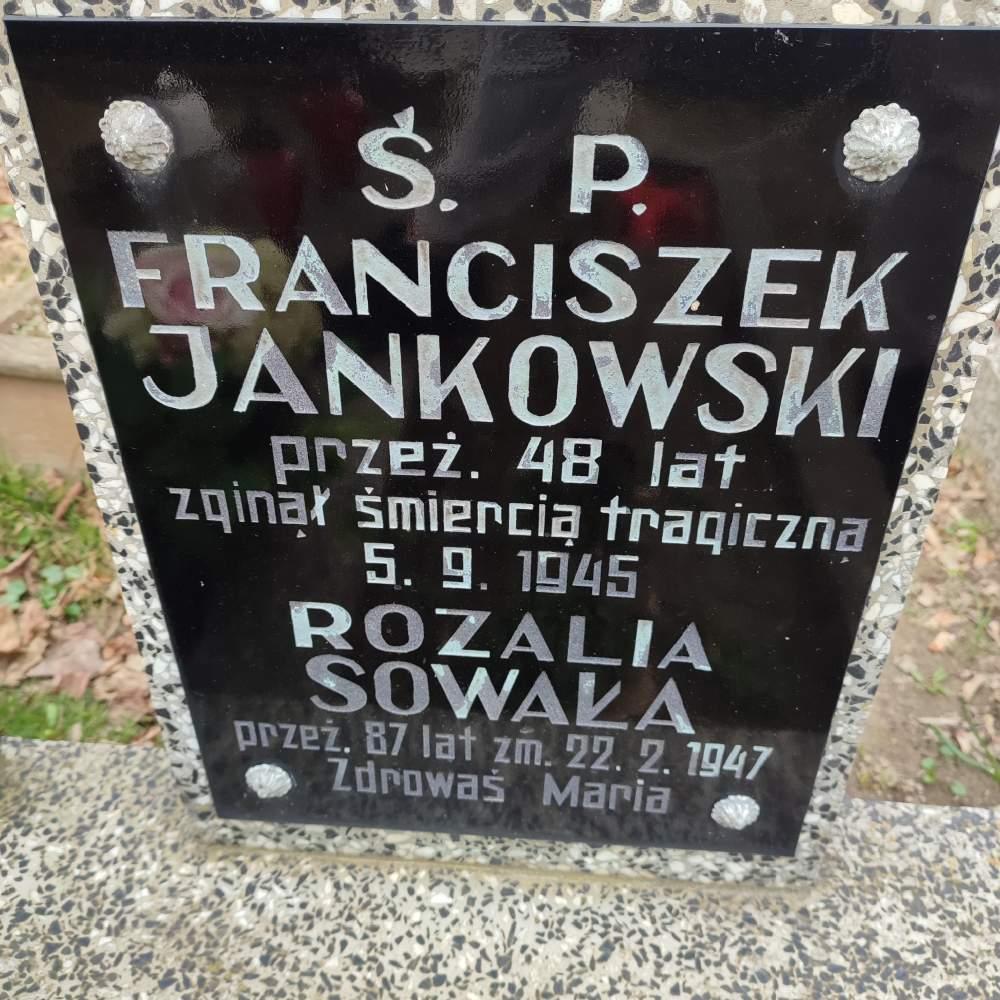 Ś. P.
FRANCISZEK
JANKOWSKI
przeż. 48 lat
zginął śmiercią tragiczną
5. 9. 1945
ROZALIA
SOWAŁA
przeż. 87 lat zm. 22. 2. 1947
Zdrowaś Maria